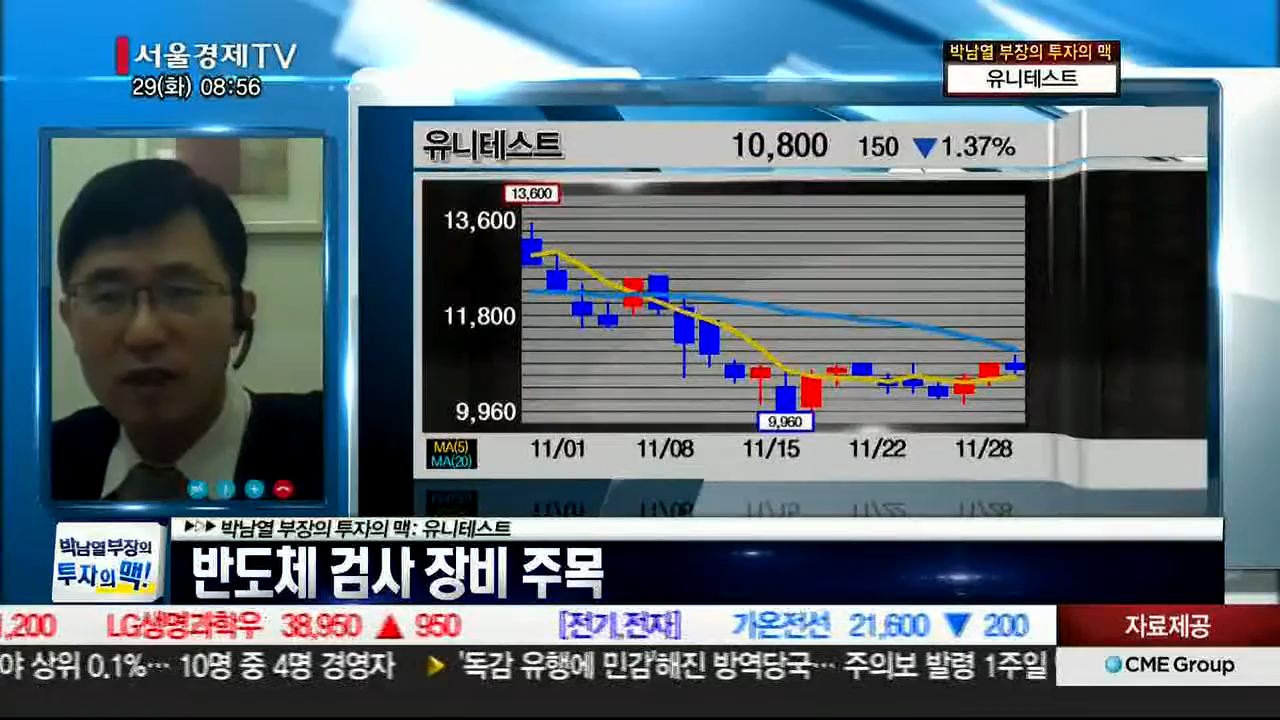 서울경제TV
29(화) 08:56
박남열 부장의 투자의 맥
유니테스트
유니테스트 10,800 150 ▼1.37%
13,600
13,600
11,800
9,960
9,960
MA(5)
MA(20)
11/01 11/08 11/15 11/22 11/28
박남열 부장의 투자의 맥!
▶▷▶ 박남열 부장의 투자의 맥: 유니테스트
반도체 검사 장비 주목
,200 LG생명과학우 38,950 ▲ 950 [전기,전자] 가온전선 21,600 ▼ 200
자료제공
야 상위 0.1%… 10명 중 4명 경영자 ▶ '독감 유행에 민감'해진 방역당국… 주의보 발령 1주일
CME Group